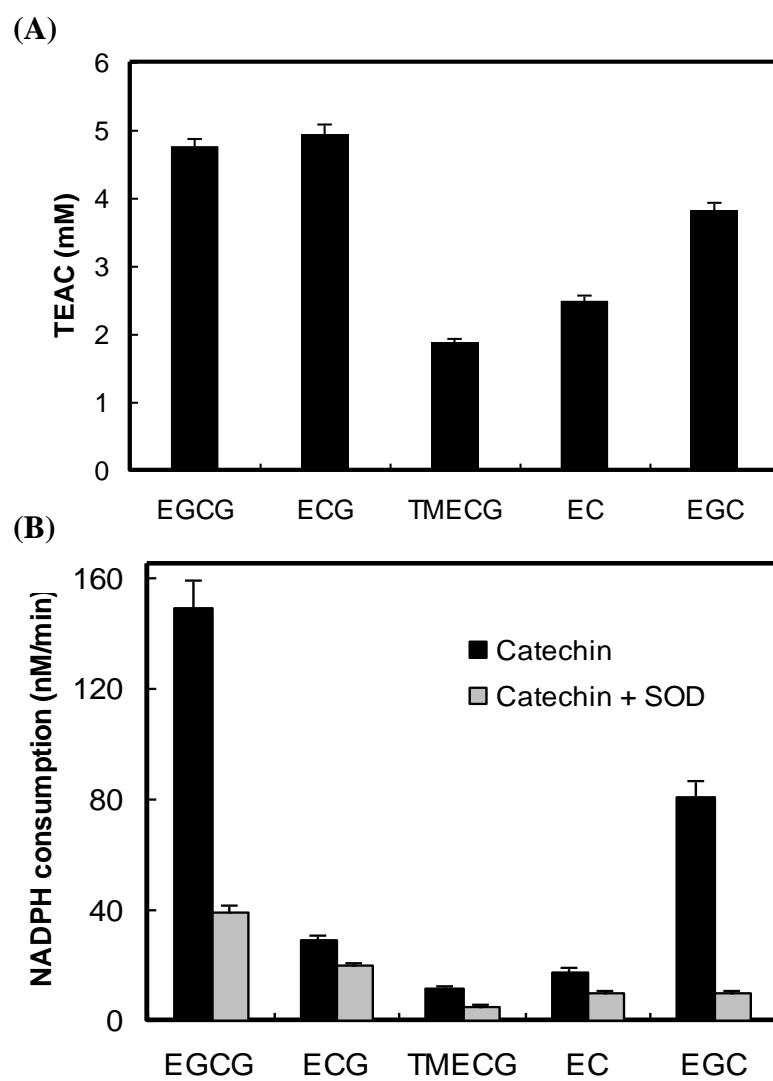 (A)
6
5
4
3
2
1
0
TEAC (mM)
EGCG ECG TMECG EC EGC
(B)
160
120
80
40
0
NADPH consumption (nM/min)
Catechin
Catechin + SOD
EGCG ECG TMECG EC EGC